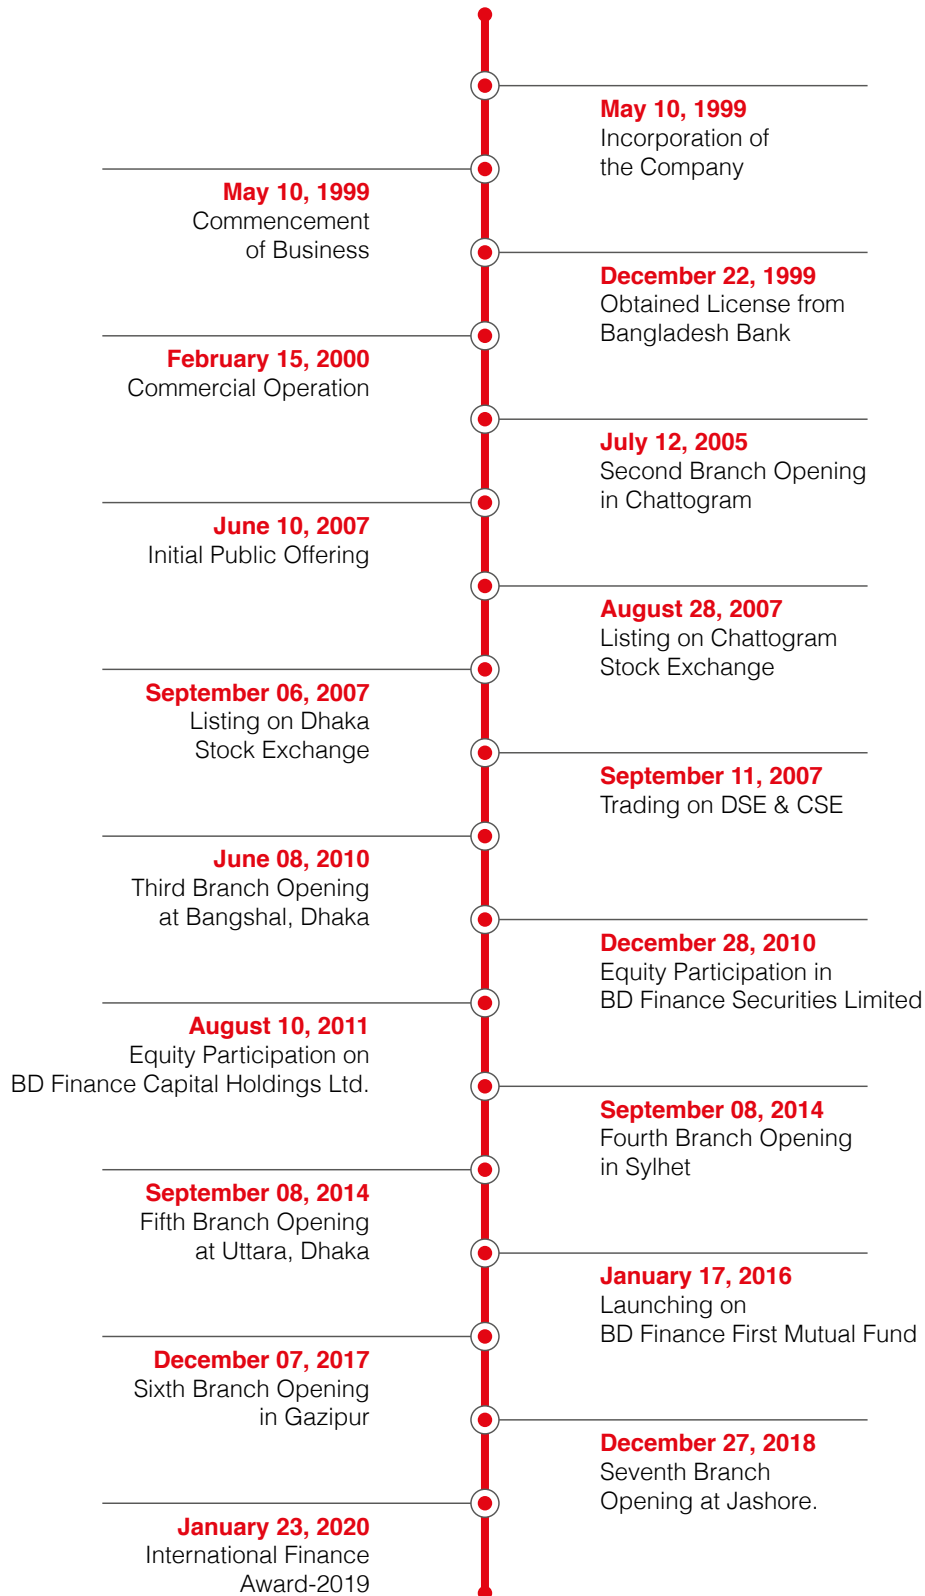 May 10, 1999
Incorporation of
the Company
May 10, 1999
Commencement
of Business
December 22, 1999
Obtained License from
Bangladesh Bank
February 15, 2000
Commercial Operation
July 12, 2005
Second Branch Opening
in Chattogram
June 10, 2007
Initial Public Offering
August 28, 2007
Listing on Chattogram
Stock Exchange
September 06, 2007
Listing on Dhaka
Stock Exchange
September 11, 2007
Trading on DSE & CSE
June 08, 2010
Third Branch Opening
at Bangshal, Dhaka
December 28, 2010
Equity Participation in
BD Finance Securities Limited
August 10, 2011
Equity Participation on
BD Finance Capital Holdings Ltd.
September 08, 2014
Fourth Branch Opening
in Sylhet
September 08, 2014
Fifth Branch Opening
at Uttara, Dhaka
January 17, 2016
Launching on
BD Finance First Mutual Fund
December 07, 2017
Sixth Branch Opening
in Gazipur
December 27, 2018
Seventh Branch
Opening at Jashore.
January 23, 2020
International Finance
Award-2019